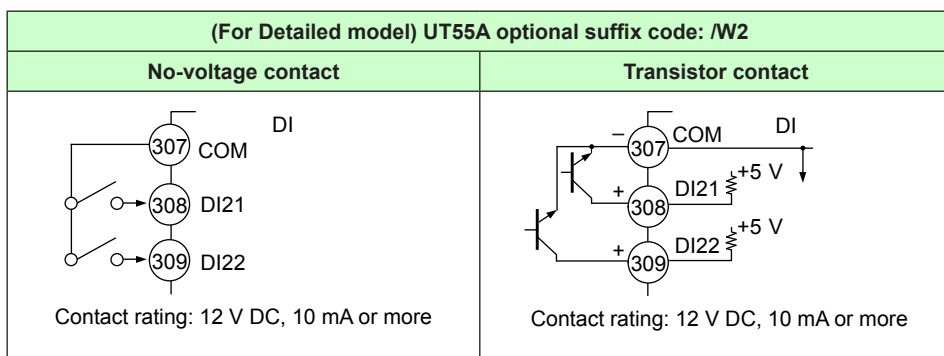 (For Detailed model) UT55A optional suffix code: /W2
No-voltage contact
Transistor contact
DI
307
COM
308
DI21
309
DI22
Contact rating: 12 V DC, 10 mA or more
−
307
COM
DI
+5 V
+
308
DI21
+5 V
+
309
DI22
Contact rating: 12 V DC, 10 mA or more